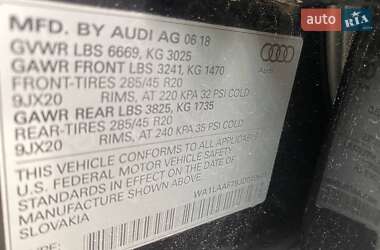 AUTO RIA
MFD. BY AUDI AG 06 18
GVWR LBS 6669, KG 3025
GAWR FRONT LBS 3241, KG 1470
FRONT-TIRES 285/45 R20
9JX20 RIMS, AT 220 KPA 32 PSI COLD
GAWR REAR LBS 3825, KG 1735
REAR-TIRES 285/45 R20
9JX20 RIMS, AT 240 KPA 35 PSI COLD
THIS VEHICLE CONFORMS TO ALL APPLICABLE
U.S. FEDERAL MOTOR VEHICLE SAFETY
STANDARDS IN EFFECT ON THE DATE OF
MANUFACTURE SHOWN ABOVE.
SLOVAKIA
Audi